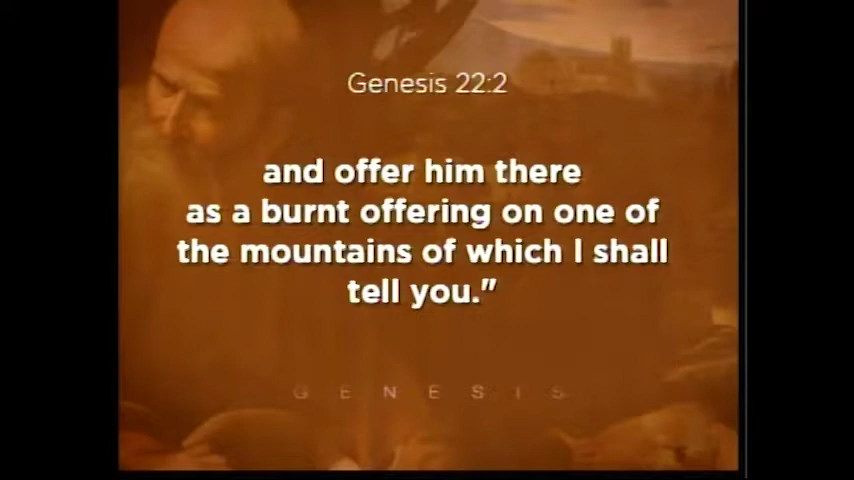 Genesis 22:2
and offer him there
as a burnt offering on one of
the mountains of which I shall
tell you."
GENESIS